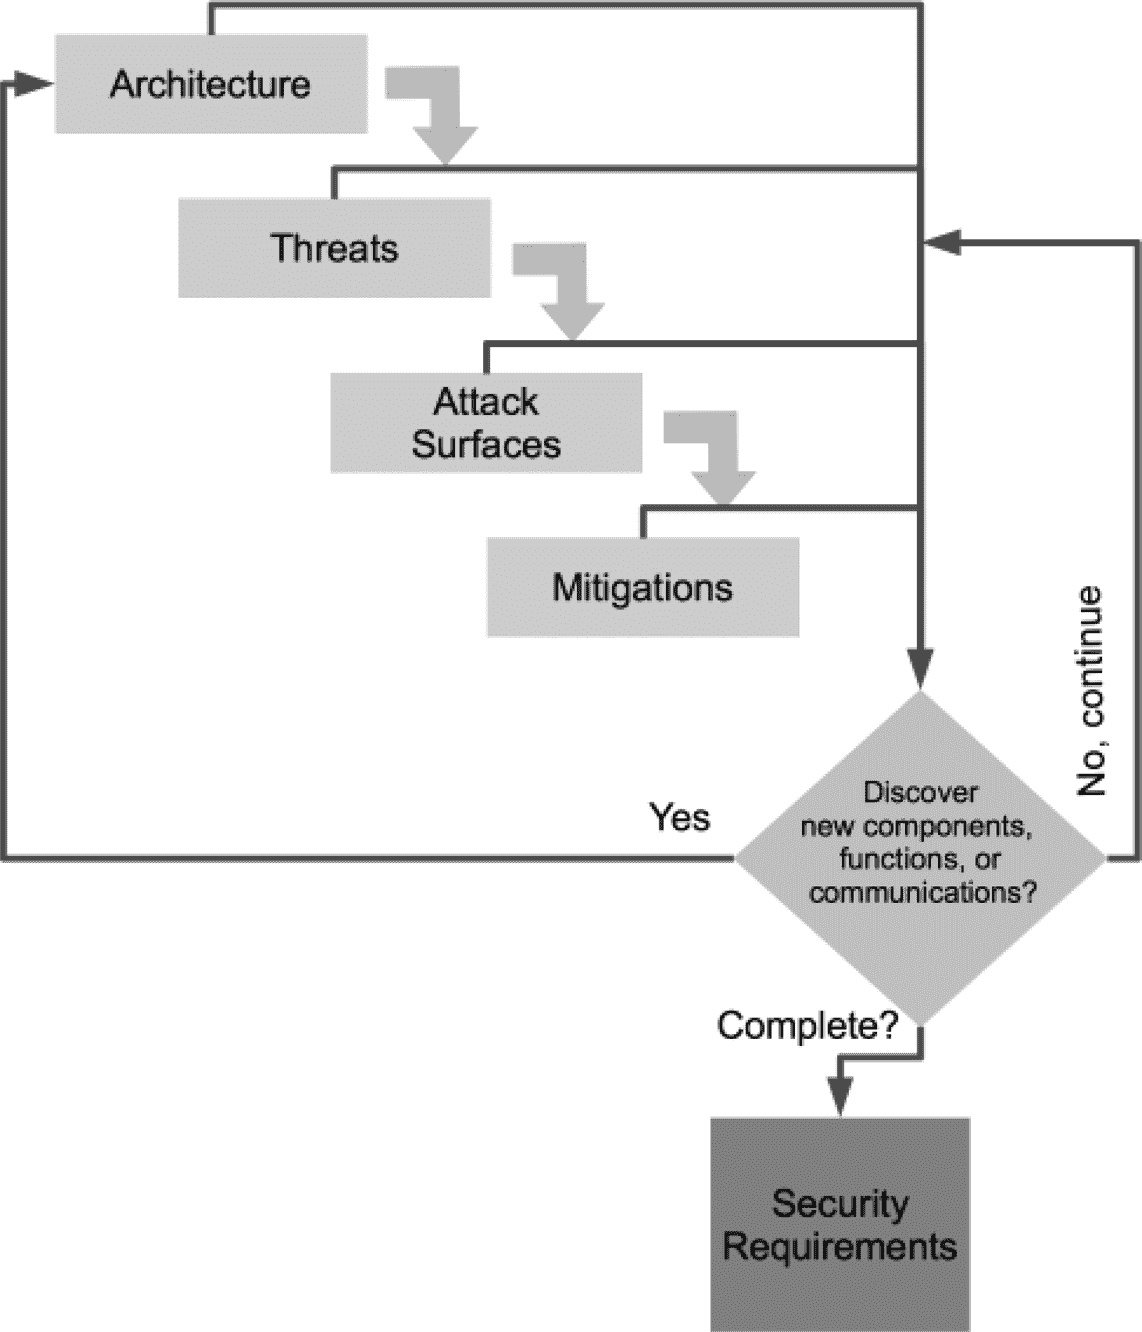 Architecture
Threats
Attack
Surfaces
Mitigations
No, continue
Yes
Discover
new components,
functions, or
communications?
Complete?
Security
Requirements